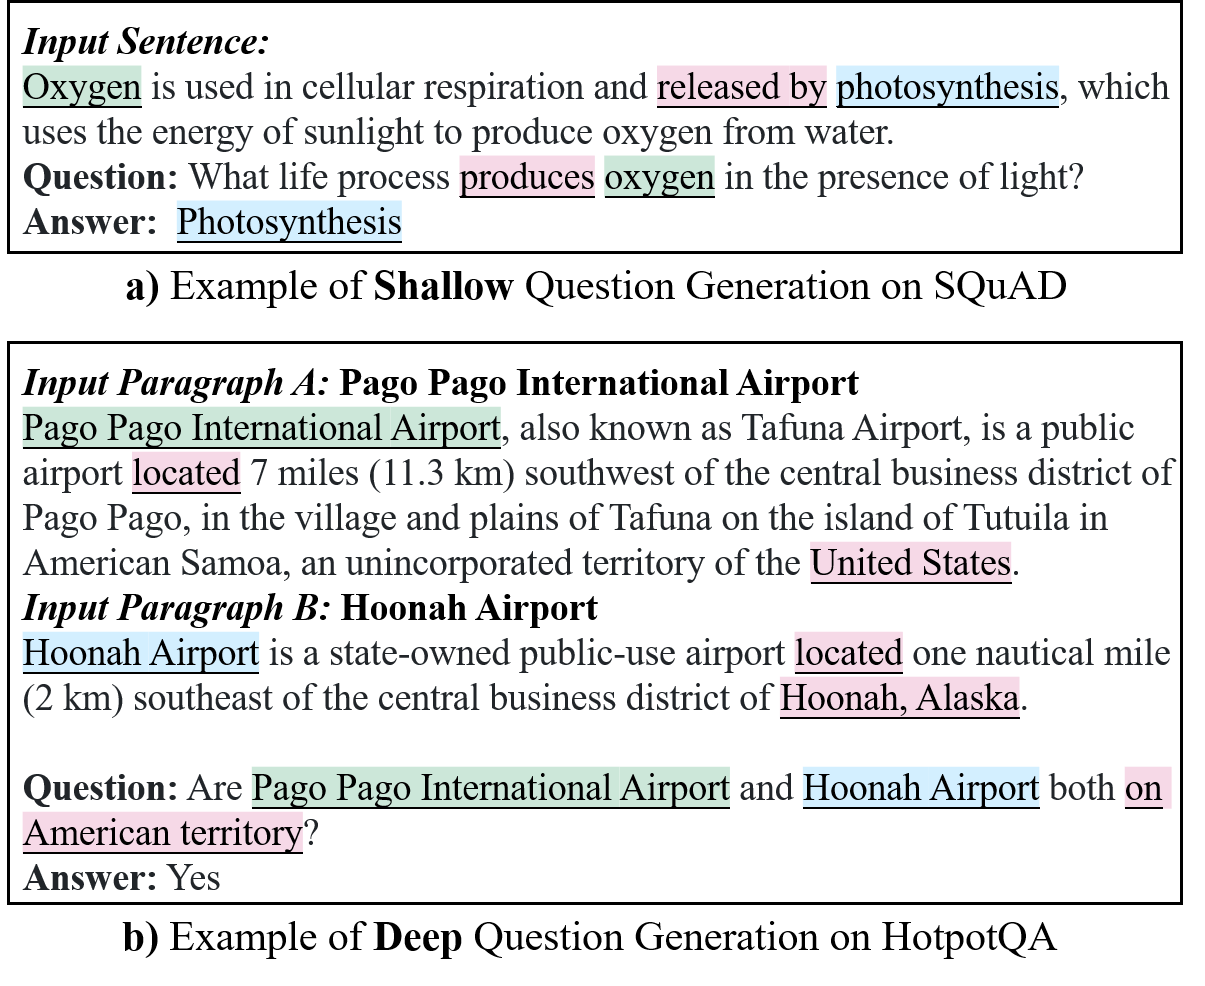 Input Sentence:
Oxygen is used in cellular respiration and released by photosynthesis, which
uses the energy of sunlight to produce oxygen from water.
Question: What life process produces oxygen in the presence of light?
Answer: Photosynthesis
a) Example of Shallow Question Generation on SQuAD
Input Paragraph A: Pago Pago International Airport
Pago Pago International Airport, also known as Tafuna Airport, is a public
airport located 7 miles (11.3 km) southwest of the central business district of
Pago Pago, in the village and plains of Tafuna on the island of Tutuila in
American Samoa, an unincorporated territory of the United States.
Input Paragraph B: Hoonah Airport
Hoonah Airport is a state-owned public-use airport located one nautical mile
(2 km) southeast of the central business district of Hoonah, Alaska.
Question: Are Pago Pago International Airport and Hoonah Airport both on
American territory?
Answer: Yes
b) Example of Deep Question Generation on HotpotQA